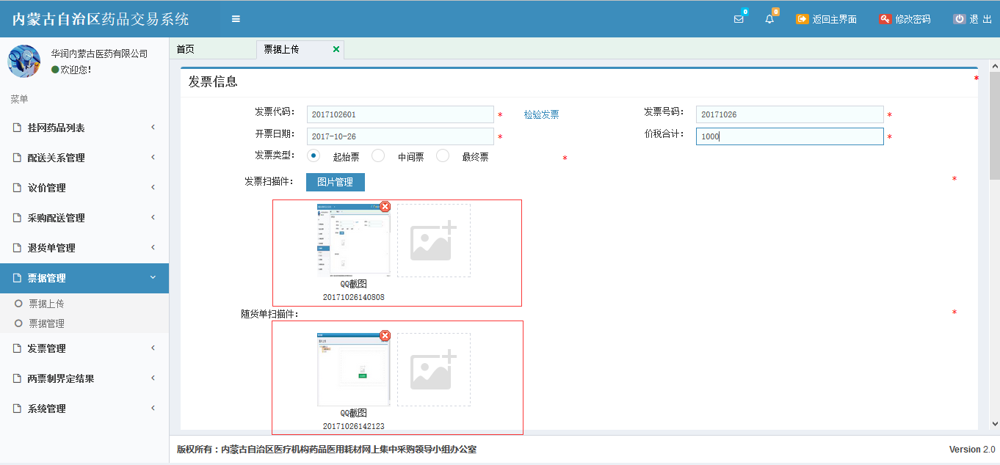 内蒙古自治区药品交易系统
0
0
返回主界面
修改密码
退 出
华润内蒙古医药有限公司
欢迎您!
菜单
挂网药品列表
配送关系管理
议价管理
采购配送管理
退货单管理
票据管理
票据上传
票据管理
发票管理
两票制界定结果
系统管理
首页
票据上传
发票信息
*
发票代码:
2017102601
*
检验发票
发票号码:
20171026
*
开票日期:
2017-10-26
*
价税合计:
1000
*
发票类型:
起始票
中间票
最终票
*
发票扫描件:
图片管理
*
QQ截图
20171026140808
随货单扫描件:
*
QQ截图
20171026142123
版权所有：内蒙古自治区医疗机构药品医用耗材网上集中采购领导小组办公室
Version 2.0